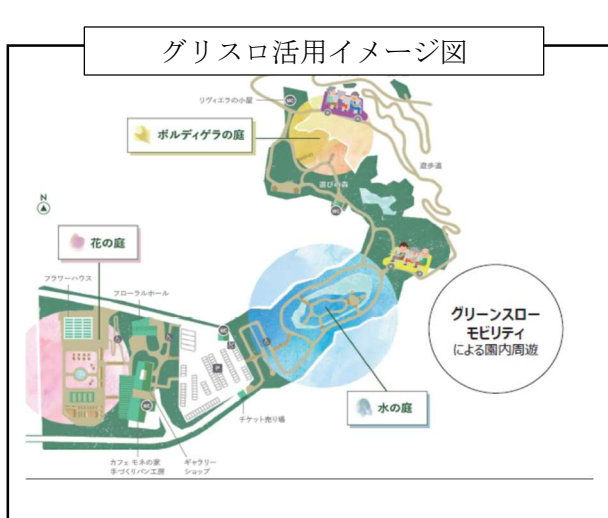 グリスロ活用イメージ図
リヴィエラの小屋
WC
ボルディゲラの庭
遊歩道
遊びの森
WC
N
花の庭
フラワーハウス
フローラルホール
グリーンスロー
モビリティ
による園内周遊
WC
P
水の庭
チケット売り場
WC
カフェ モネの家
手づくりパン工房
ギャラリー
ショップ